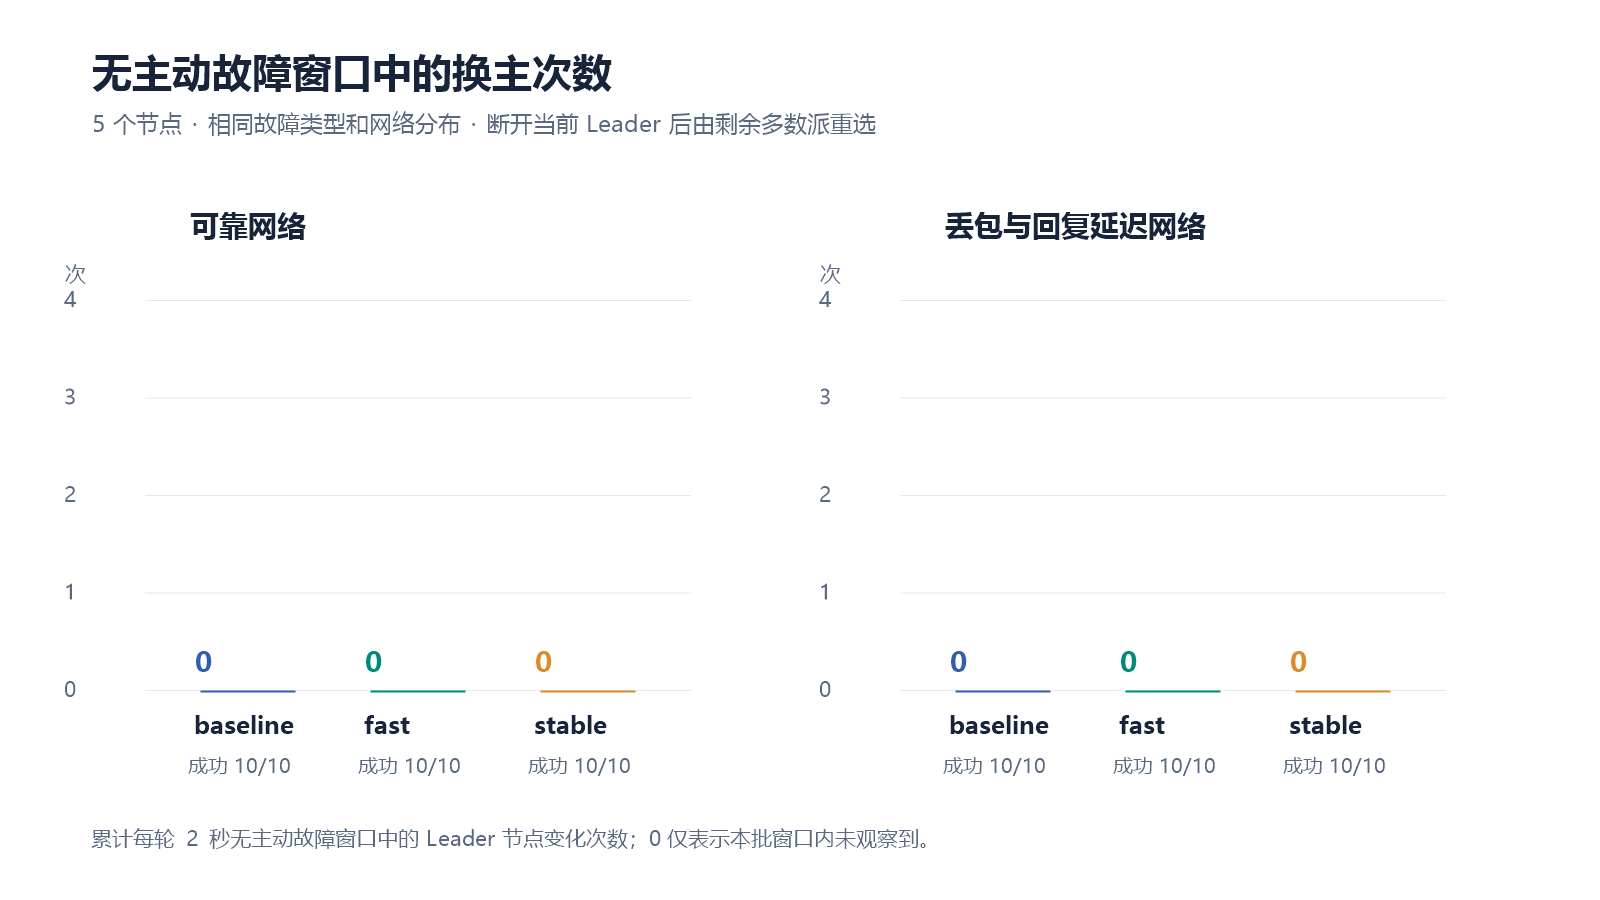 无主动故障窗口中的换主次数
5 个节点 · 相同故障类型和网络分布 · 断开当前 Leader 后由剩余多数派重选
可靠网络
次
4
3
2
1
0
0 0 0
baseline fast stable
成功 10/10 成功 10/10 成功 10/10
丢包与回复延迟网络
次
4
3
2
1
0
0 0 0
baseline fast stable
成功 10/10 成功 10/10 成功 10/10
累计每轮 2 秒无主动故障窗口中的 Leader 节点变化次数；0 仅表示本批窗口内未观察到。